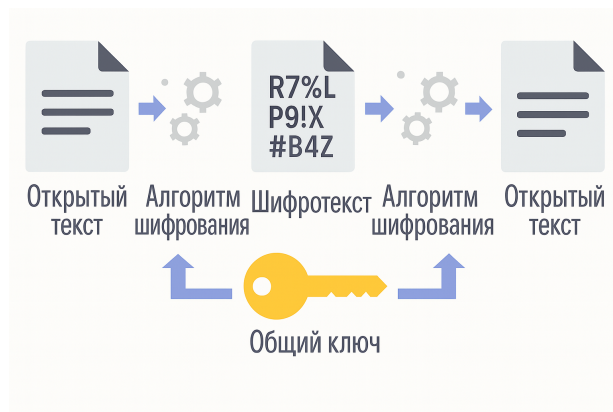 R7%L
P9!X
#B4Z
Открытый
текст
Алгоритм
шифрования
Шифротекст
Алгоритм
шифрования
Открытый
текст
Общий ключ